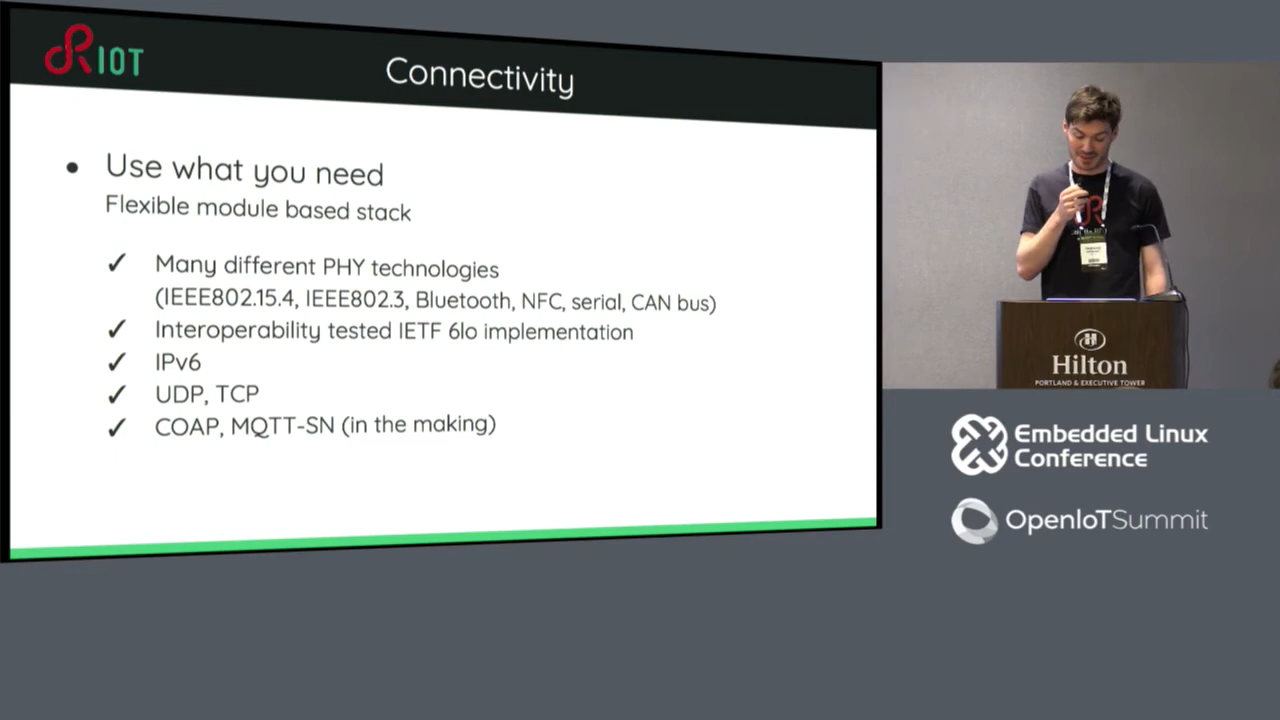 RIOT
Connectivity
• Use what you need
Flexible module based stack
✓ Many different PHY technologies
(IEEE802.15.4, IEEE802.3, Bluetooth, NFC, serial, CAN bus)
✓ Interoperability tested IETF 6lo implementation
✓ IPv6
✓ UDP, TCP
✓ COAP, MQTT-SN (in the making)
Hilton
PORTLAND & EXECUTIVE TOWER
Embedded Linux
Conference
OpenIoTSummit